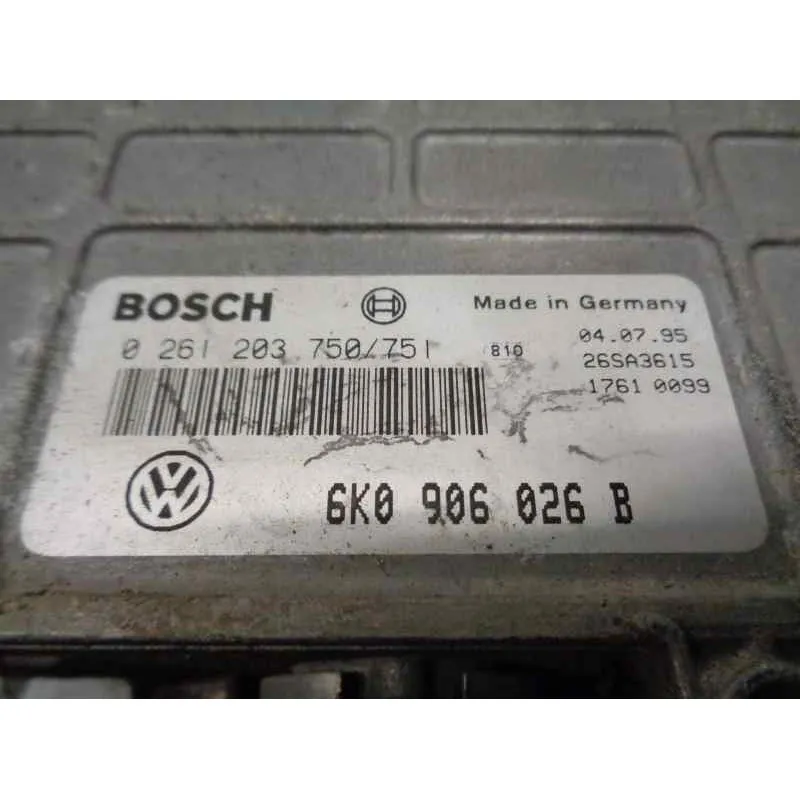 BOSCH
Made in Germany
0 261 203 750/751
810
04.07.95
26SA3615
1761 0099
VW
6K0 906 026 B